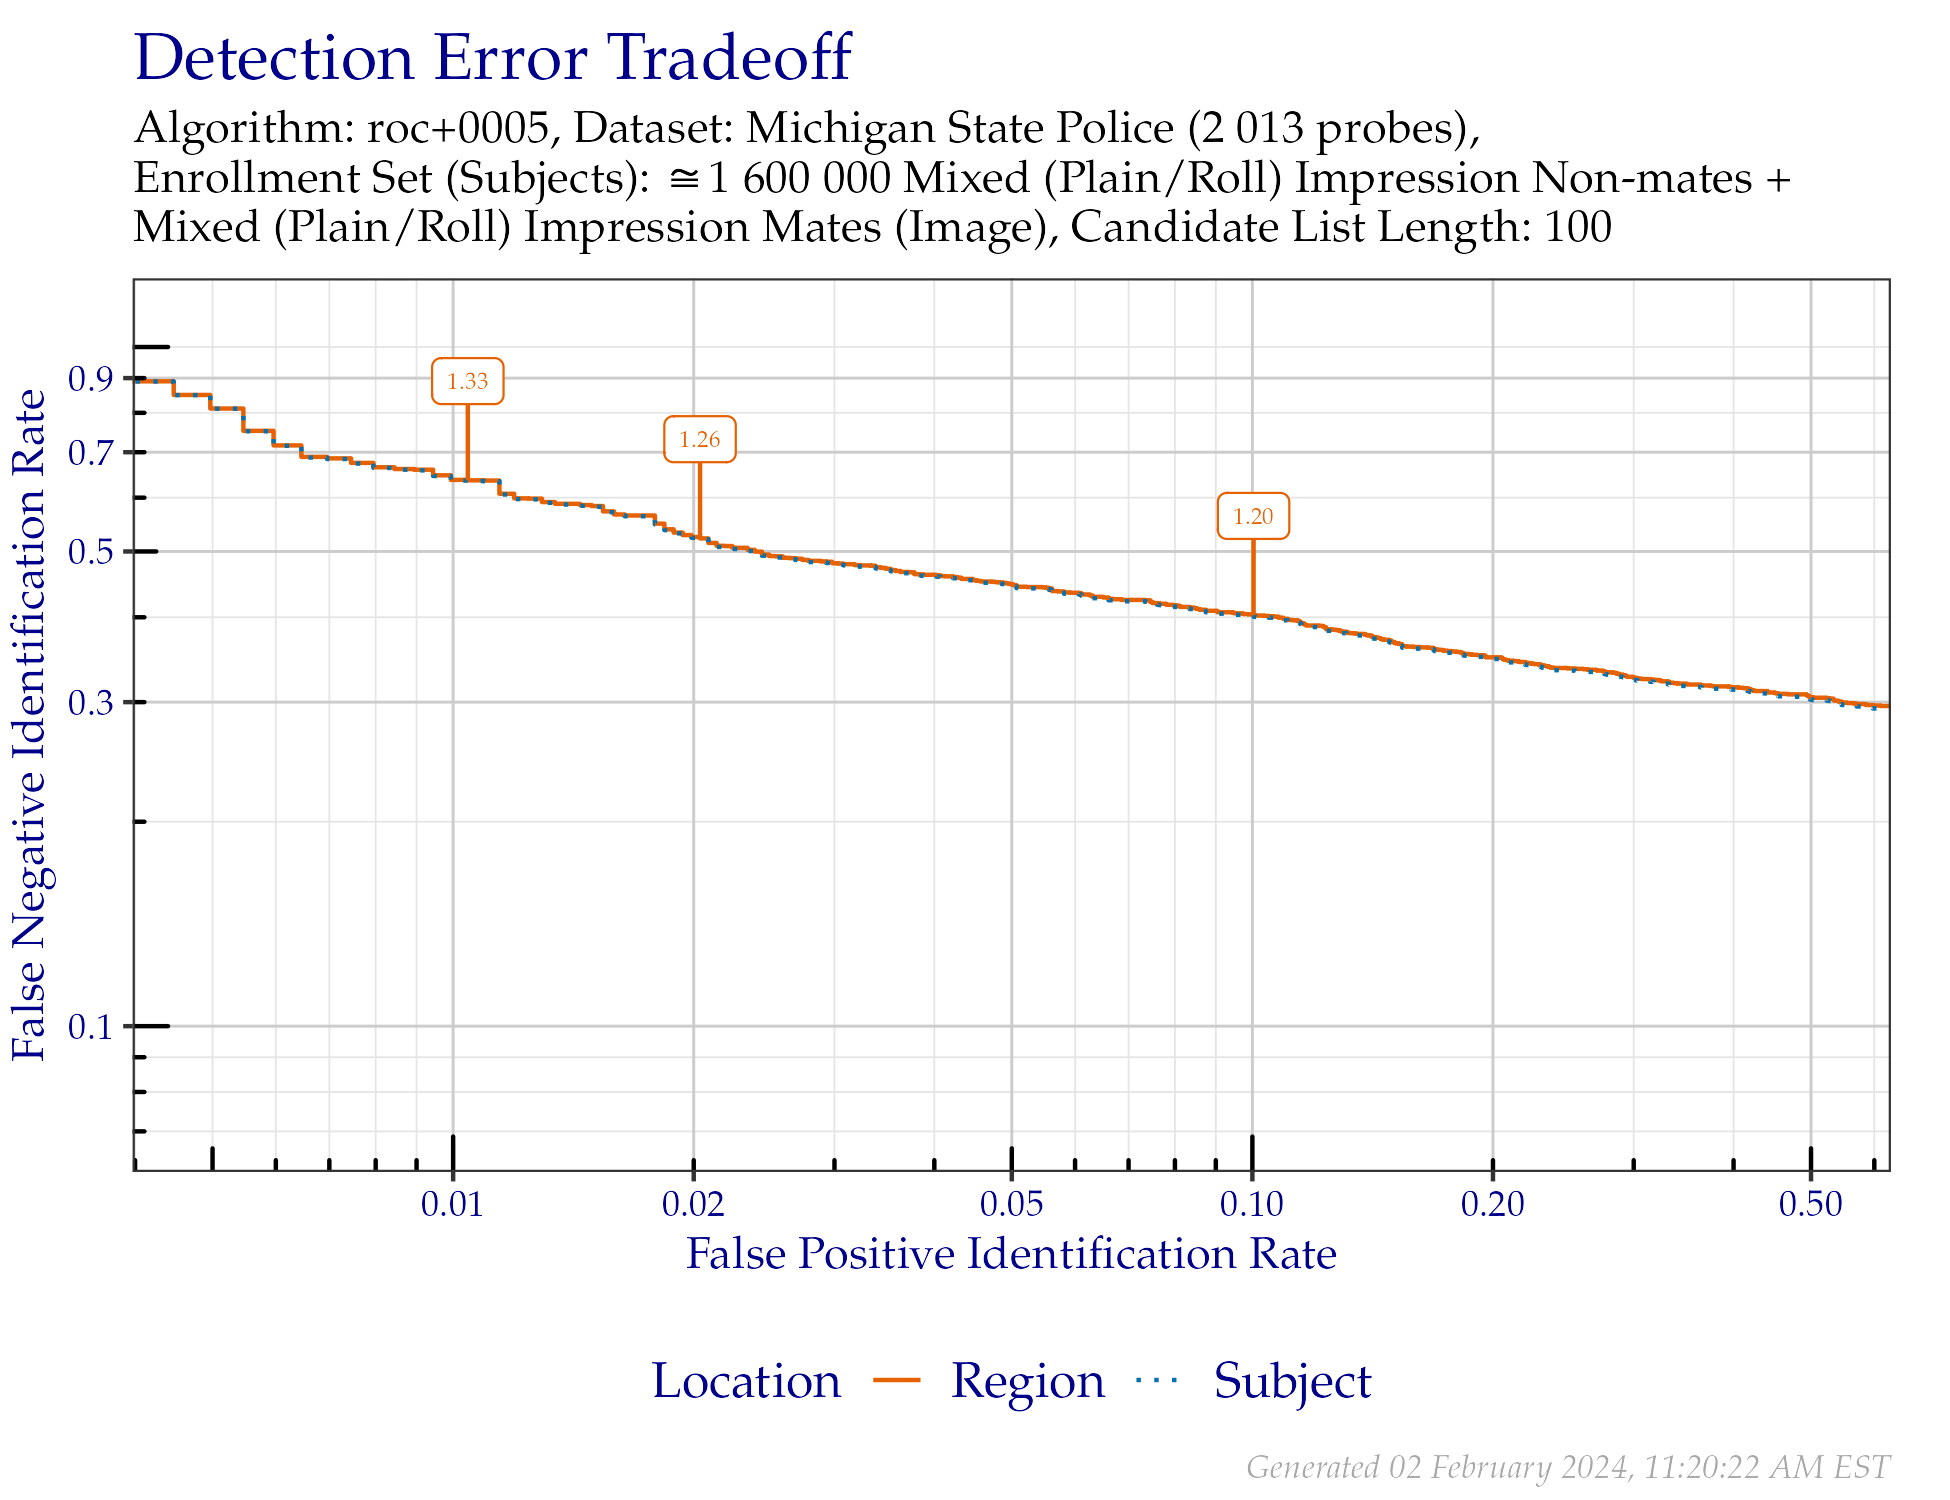 Detection Error Tradeoff
Algorithm: roc+0005, Dataset: Michigan State Police (2 013 probes),
Enrollment Set (Subjects): ≅ 1 600 000 Mixed (Plain/Roll) Impression Non-mates +
Mixed (Plain/Roll) Impression Mates (Image), Candidate List Length: 100
False Negative Identification Rate
0.9
0.7
0.5
0.3
0.1
1.33
1.26
1.20
0.01 0.02 0.05 0.10 0.20 0.50
False Positive Identification Rate
Location Region Subject
Generated 02 February 2024, 11:20:22 AM EST